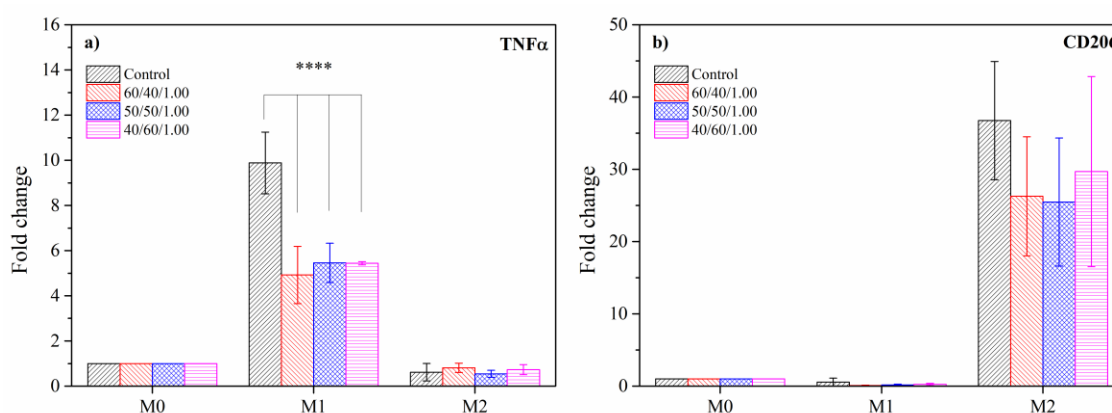 a)
TNFα
Control
60/40/1.00
50/50/1.00
40/60/1.00
****
Fold change
16
14
12
10
8
6
4
2
0
M0 M1 M2
b)
CD206
Control
60/40/1.00
50/50/1.00
40/60/1.00
Fold change
50
40
30
20
10
0
M0 M1 M2